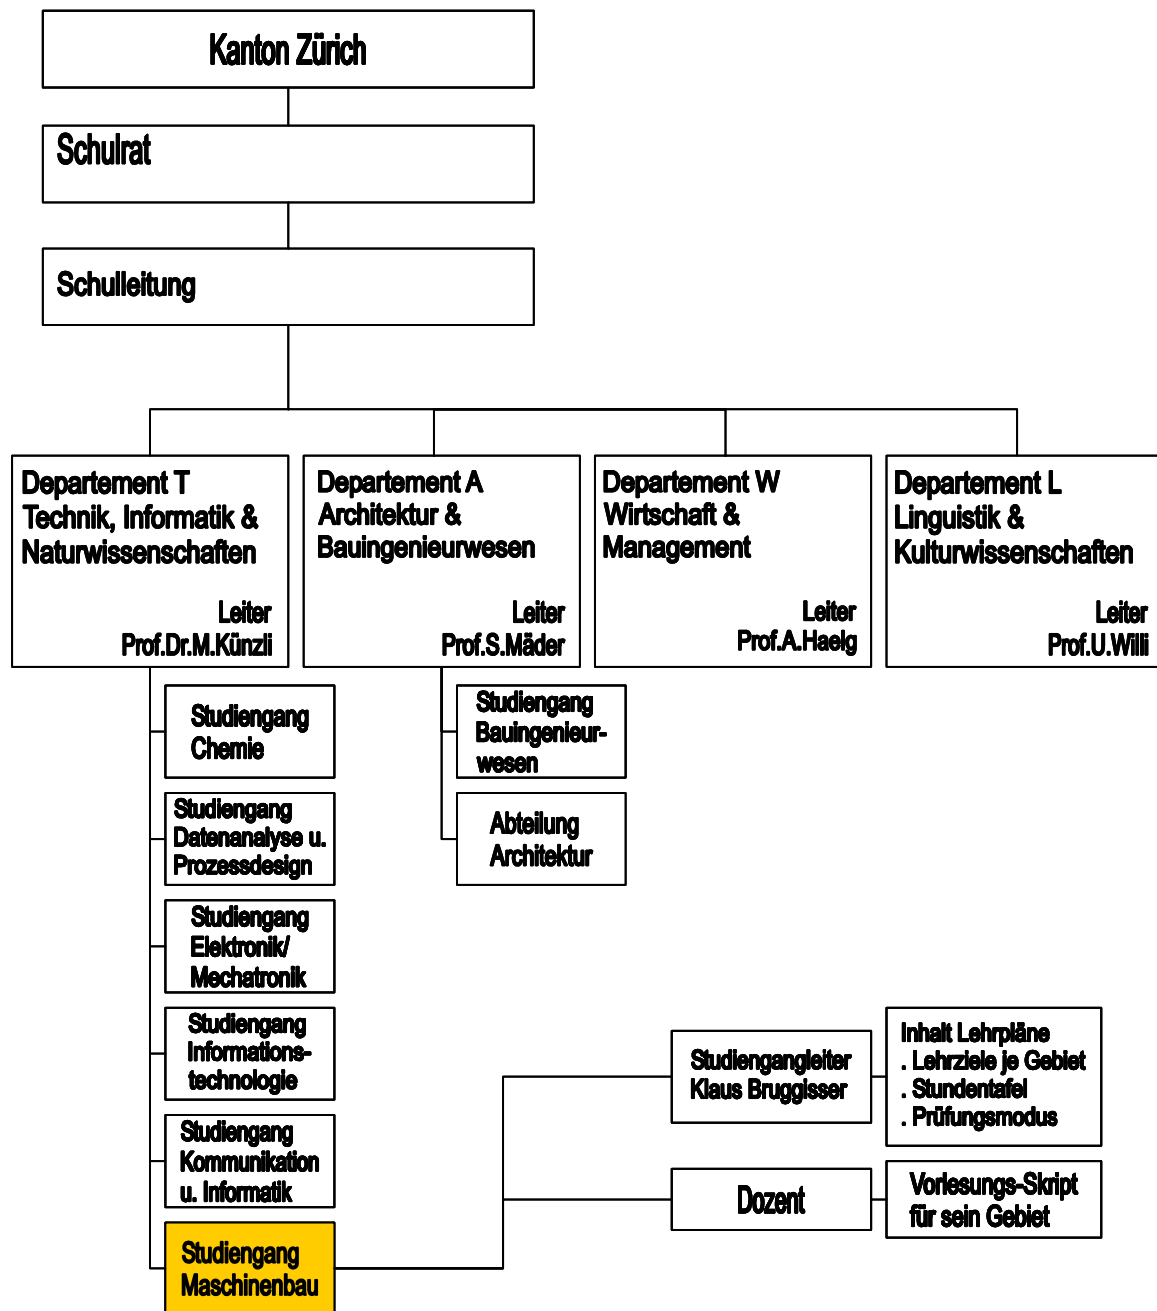 Kanton Zürich
Schulrat
Schulleitung
Departement T
Technik, Informatik &
Naturwissenschaften
Leiter
Prof.Dr.M.Künzli
Departement A
Architektur &
Bauingenieurwesen
Leiter
Prof.S.Mäder
Departement W
Wirtschaft &
Management
Leiter
Prof.A.Haelg
Departement L
Linguistik &
Kulturwissenschaften
Leiter
Prof.U.Willi
Studiengang
Chemie
Studiengang
Datenanalyse u.
Prozessdesign
Studiengang
Elektronik/
Mechatronik
Studiengang
Informations-
technologie
Studiengang
Kommunikation
u. Informatik
Studiengang
Maschinenbau
Studiengang
Bauingenieur-
wesen
Abteilung
Architektur
Studiengangleiter
Klaus Bruggisser
Inhalt Lehrpläne
. Lehrziele je Gebiet
. Stundentafel
. Prüfungsmodus
Dozent
Vorlesungs-Skript
für sein Gebiet